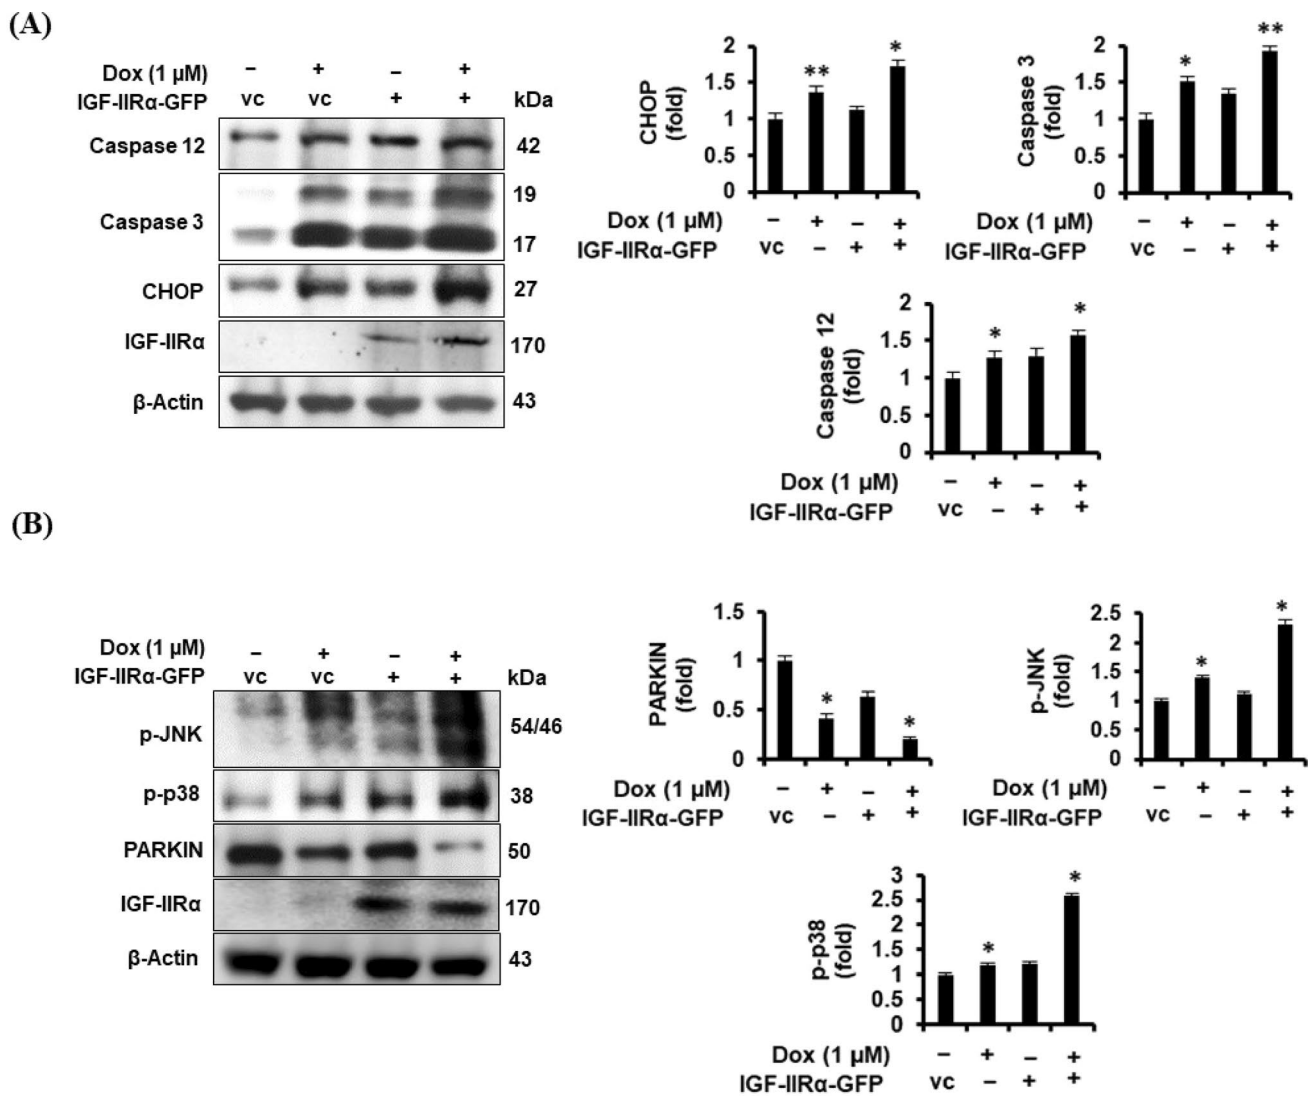 (A)
Dox (1 µM) – + – +
IGF-IIRα-GFP vc vc + + kDa
Caspase 12 42
Caspase 3 19
17
CHOP 27
IGF-IIRα 170
β-Actin 43
CHOP
(fold)
2
1.5
1
0.5
0
** *
Dox (1 µM) – + – +
IGF-IIRα-GFP vc – + +
Caspase 3
(fold)
2
1.5
1
0.5
0
* **
Dox (1 µM) – + – +
IGF-IIRα-GFP vc – + +
Caspase 12
(fold)
2
1.5
1
0.5
0
* *
Dox (1 µM) – + – +
IGF-IIRα-GFP vc – + +
(B)
Dox (1 µM) – + – +
IGF-IIRα-GFP vc vc + + kDa
p-JNK 54/46
p-p38 38
PARKIN 50
IGF-IIRα 170
β-Actin 43
PARKIN
(fold)
1.5
1
0.5
0
* *
Dox (1 µM) – + – +
IGF-IIRα-GFP vc – + +
p-JNK
(fold)
2.5
2
1.5
1
0.5
0
* *
Dox (1 µM) – + – +
IGF-IIRα-GFP vc – + +
p-p38
(fold)
3
2.5
2
1.5
1
0.5
0
* *
Dox (1 µM) – + – +
IGF-IIRα-GFP vc – + +